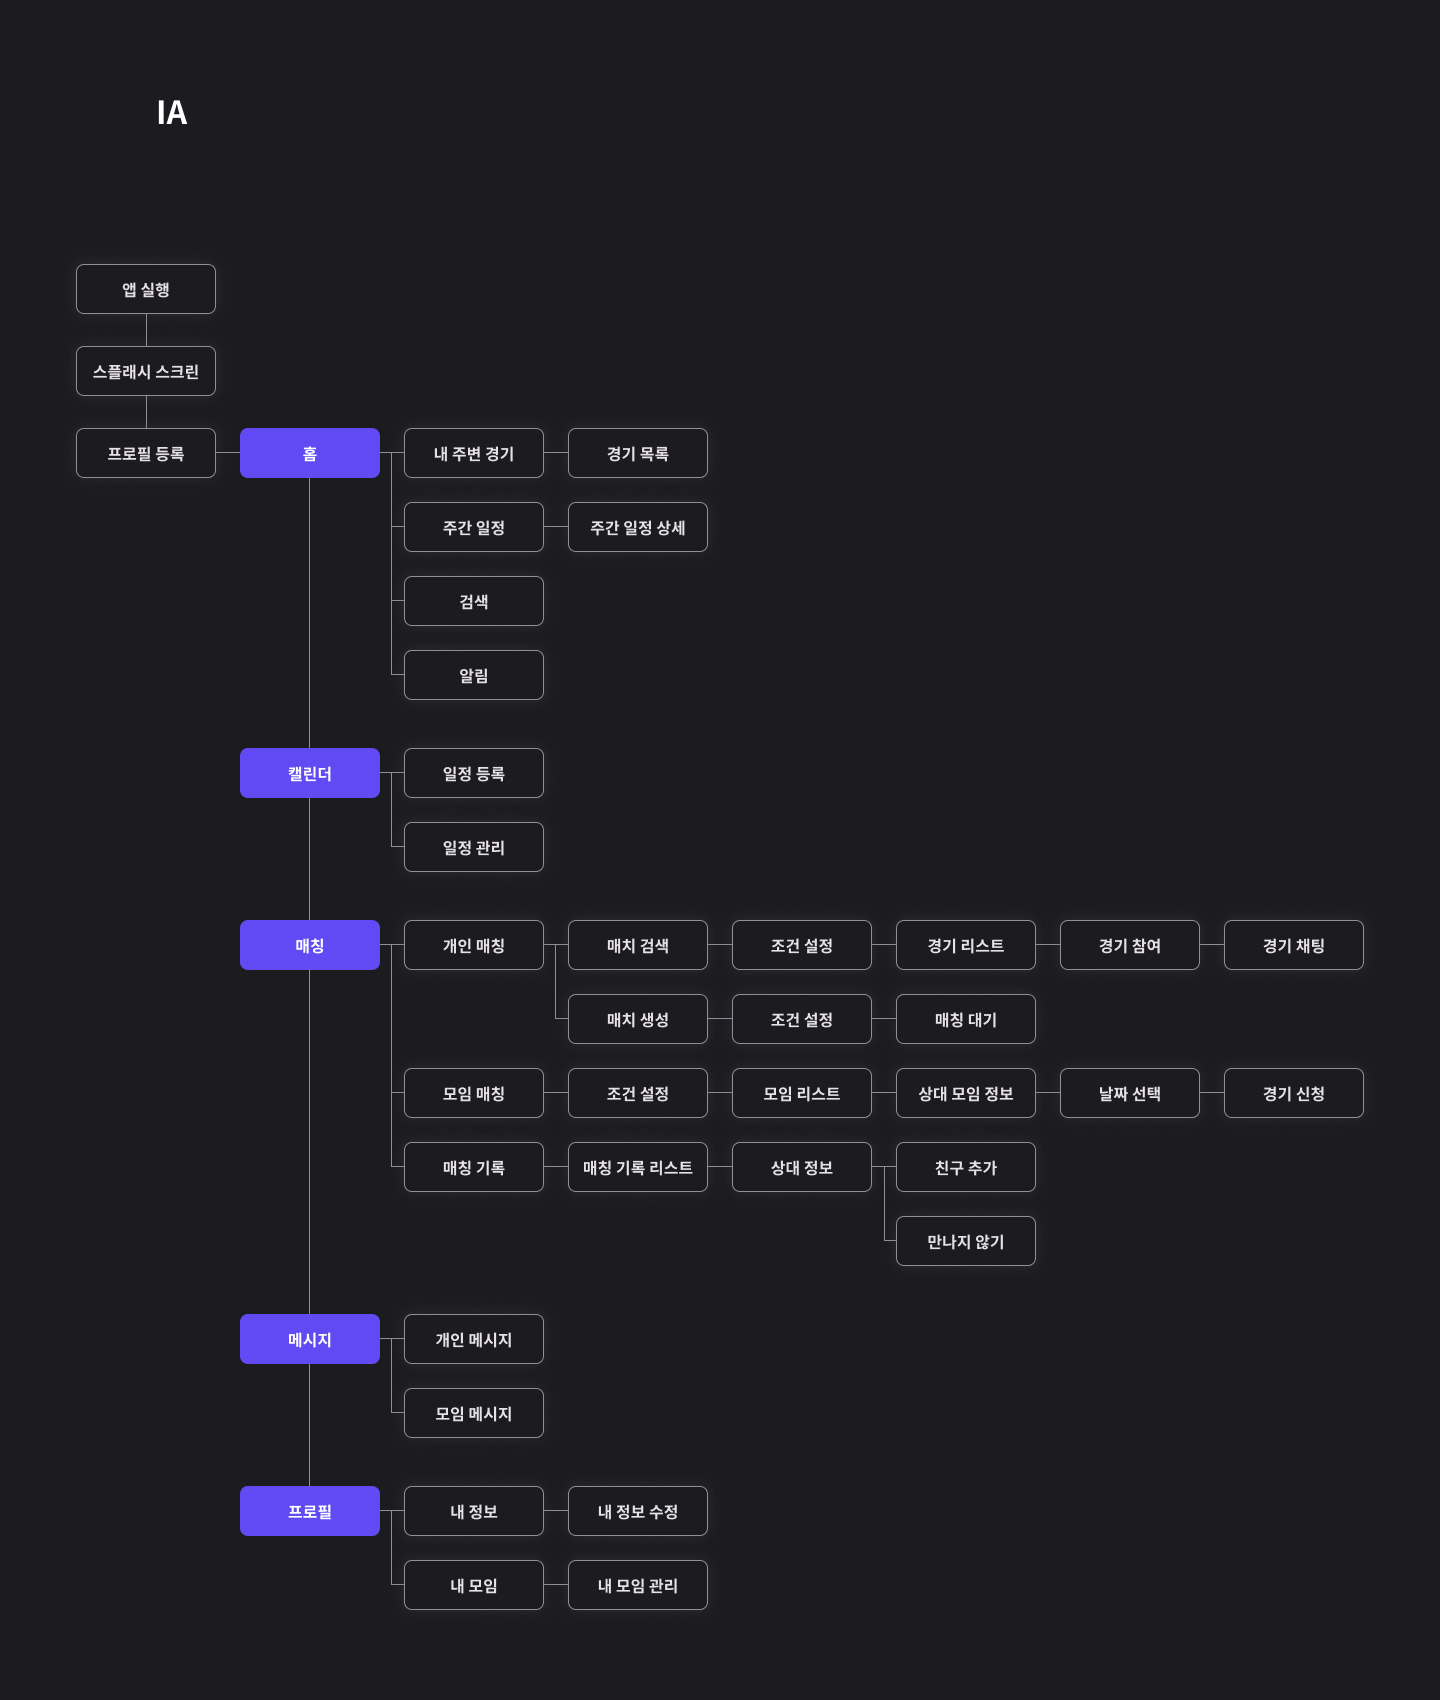 IA
앱 실행
스플래시 스크린
프로필 등록
홈
내 주변 경기
경기 목록
주간 일정
주간 일정 상세
검색
알림
캘린더
일정 등록
일정 관리
매칭
개인 매칭
매치 검색
조건 설정
경기 리스트
경기 참여
경기 채팅
매치 생성
조건 설정
매칭 대기
모임 매칭
조건 설정
모임 리스트
상대 모임 정보
날짜 선택
경기 신청
매칭 기록
매칭 기록 리스트
상대 정보
친구 추가
만나지 않기
메시지
개인 메시지
모임 메시지
프로필
내 정보
내 정보 수정
내 모임
내 모임 관리